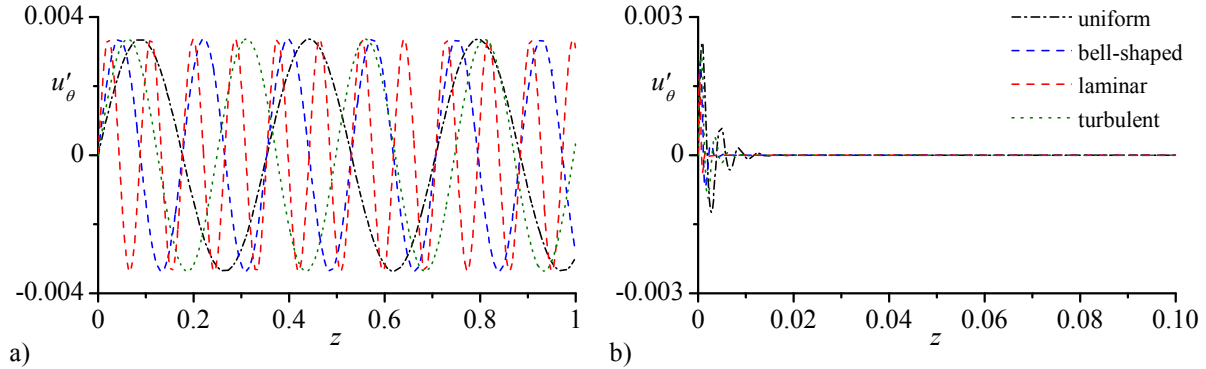 0.004
u′θ
0
-0.004
0 0.2 0.4 0.6 0.8 1
z
a)
0.003
u′θ
0
-0.003
0 0.02 0.04 0.06 0.08 0.10
z
b)
uniform
bell-shaped
laminar
turbulent